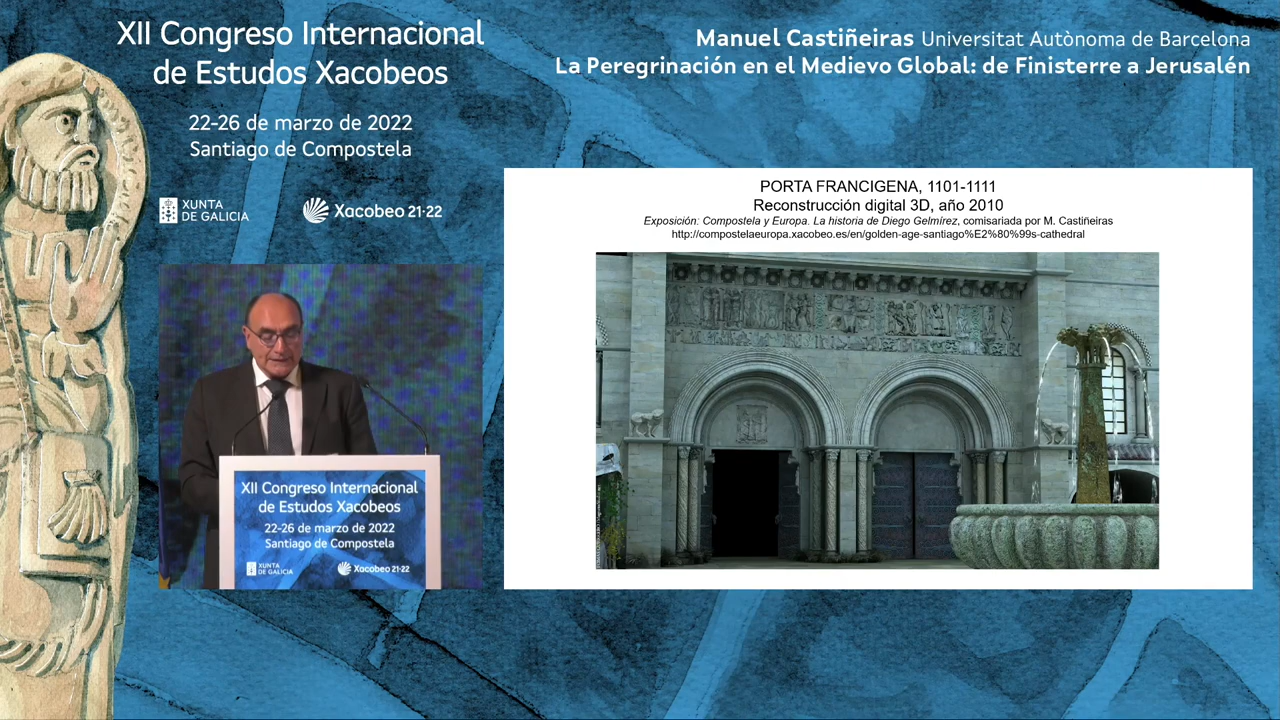 XII Congreso Internacional
de Estudos Xacobeos
22-26 de marzo de 2022
Santiago de Compostela
XUNTA
DE GALICIA
Xacobeo 21·22
Manuel Castiñeiras Universitat Autònoma de Barcelona
La Peregrinación en el Medievo Global: de Finisterre a Jerusalén
PORTA FRANCIGENA, 1101-1111
Reconstrucción digital 3D, año 2010
Exposición: Compostela y Europa. La historia de Diego Gelmírez, comisariada por M. Castiñeiras
http://compostelaeuropa.xacobeo.es/en/golden-age-santiago%E2%80%99s-cathedral
XII Congreso Internacional
de Estudos Xacobeos
22-26 de marzo de 2022
Santiago de Compostela
XUNTA
DE GALICIA
Xacobeo 21·22